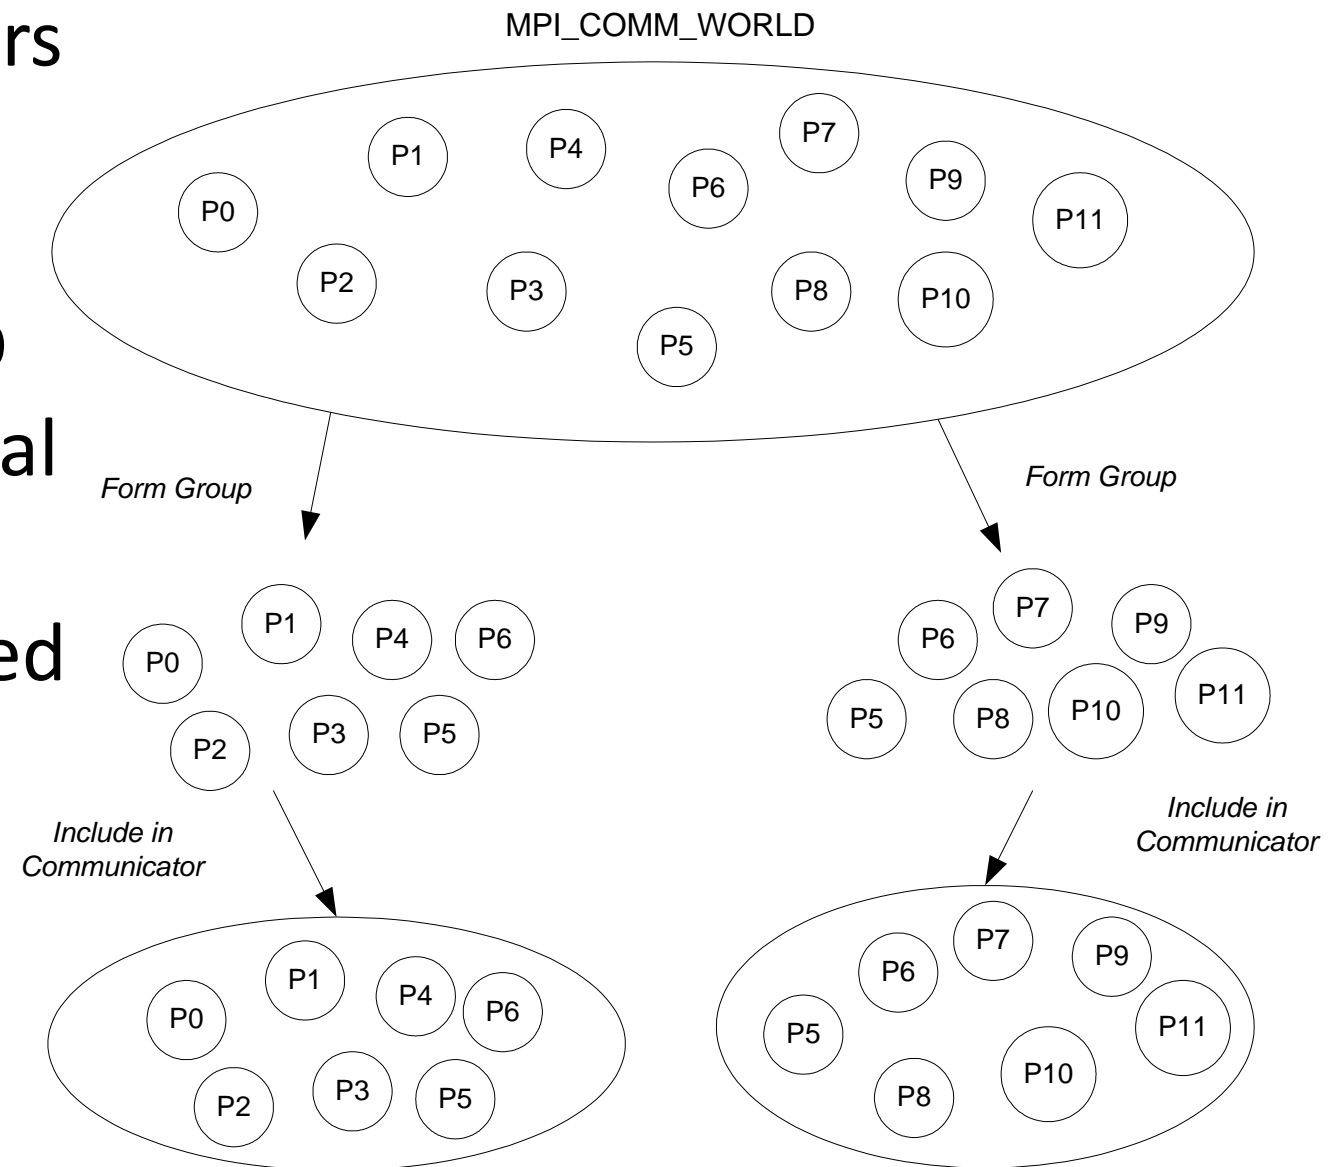 rs
MPI_COMM_WORLD
P7
P4
P1
P9
P6
P0
P11
P2
P3
P8
P10
P5
al
Form Group
Form Group
P7
P1
P9
P4
P6
P6
ed
P0
P11
P10
P5
P8
P3
P5
P2
Include in
Communicator
Include in
Communicator
P7
P9
P6
P1
P4
P6
P0
P11
P5
P10
P3
P5
P8
P2